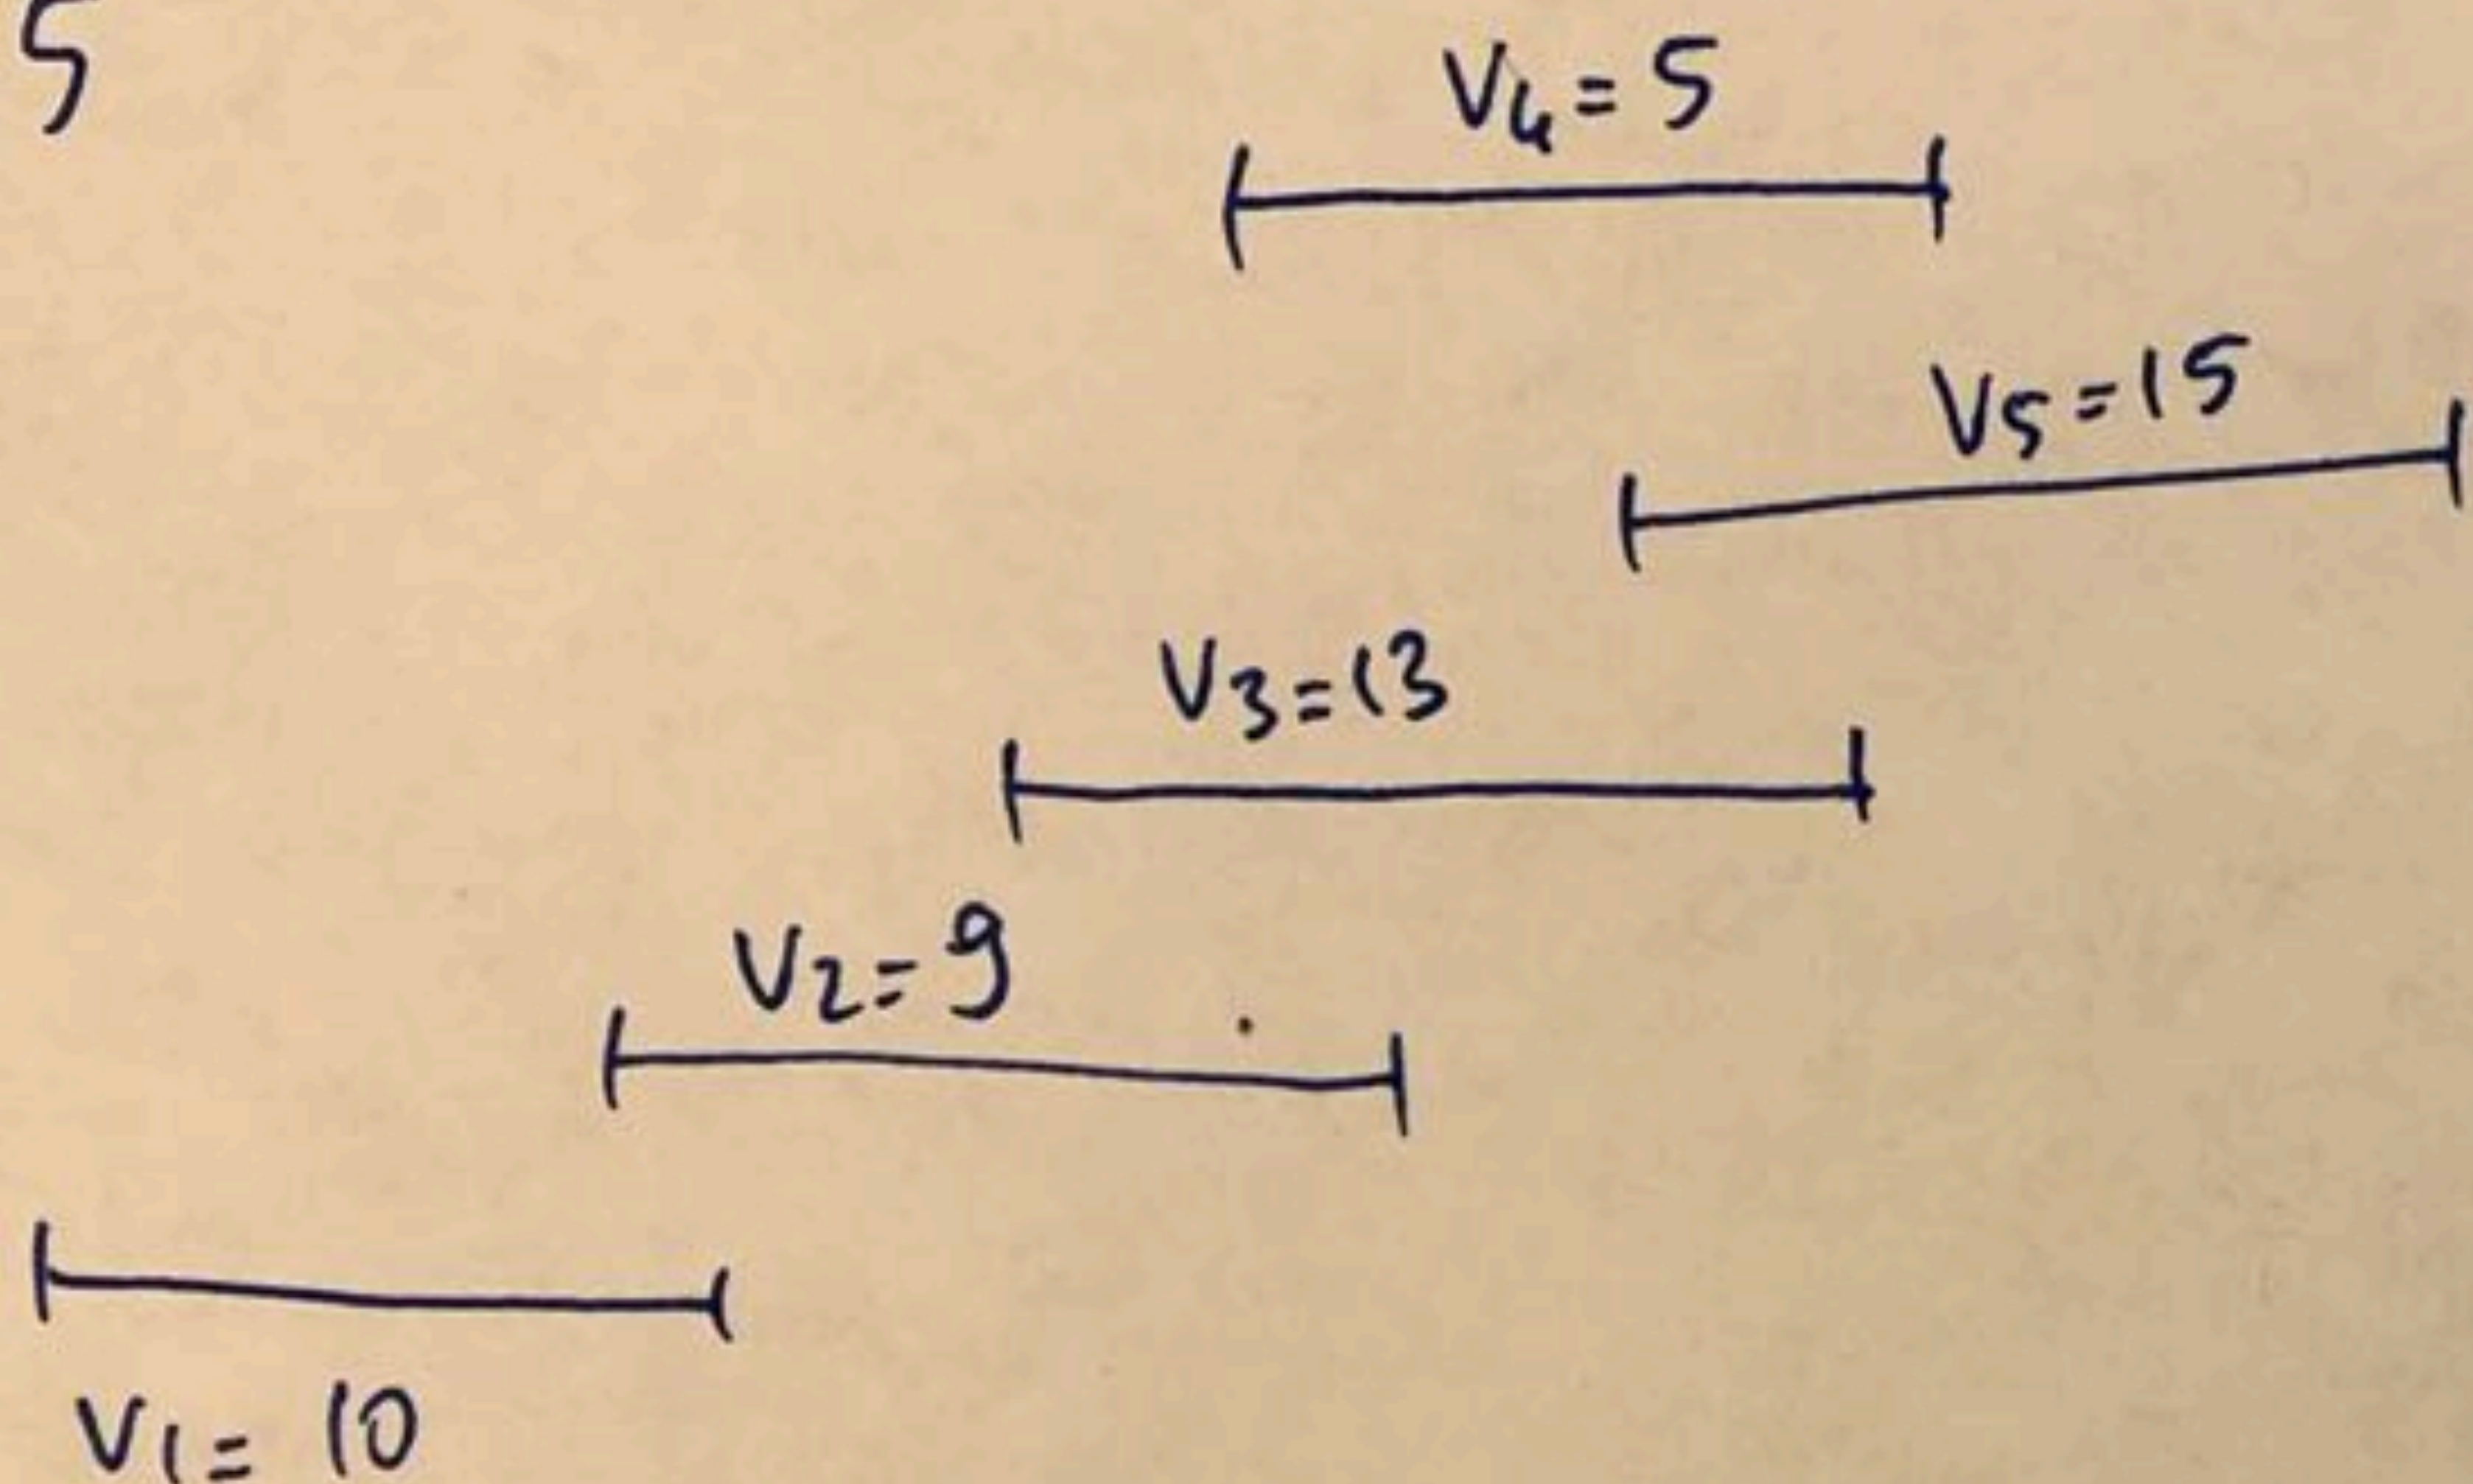 5
V4 = 5
V5 = 15
V3 = 13
V2 = 9
V1 = 10